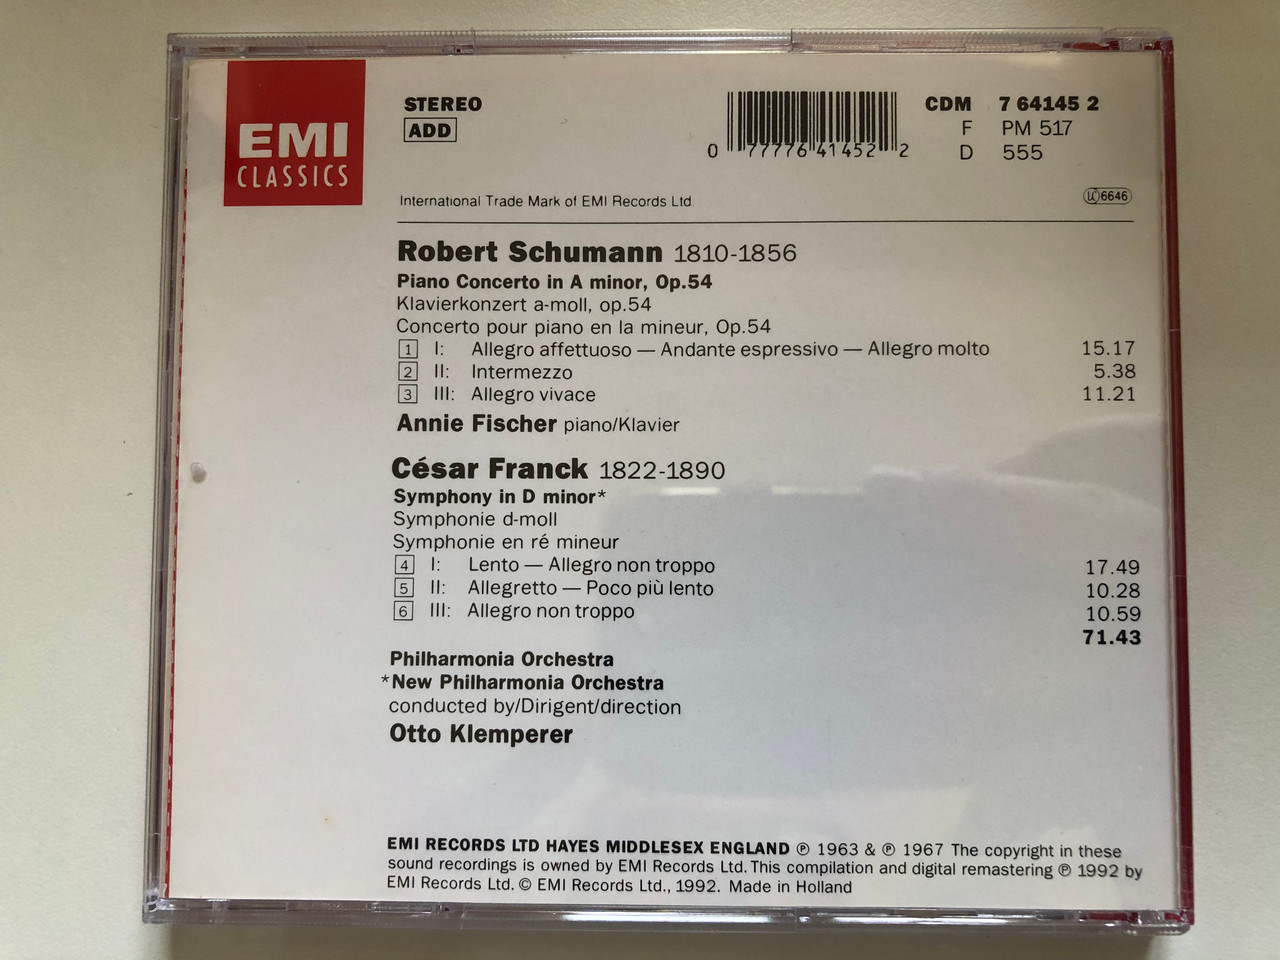 EMI
CLASSICS
STEREO
ADD
0 77777 64145 2 2
CDM 7 64145 2
F PM 517
D 555
International Trade Mark of EMI Records Ltd.
LC 6646
Robert Schumann 1810-1856
Piano Concerto in A minor, Op.54
Klavierkonzert a-moll, op.54
Concerto pour piano en la mineur, Op.54
1 I: Allegro affettuoso — Andante espressivo — Allegro molto 15.17
2 II: Intermezzo 5.38
3 III: Allegro vivace 11.21
Annie Fischer piano/Klavier
César Franck 1822-1890
Symphony in D minor*
Symphonie d-moll
Symphonie en ré mineur
4 I: Lento — Allegro non troppo 17.49
5 II: Allegretto — Poco più lento 10.28
6 III: Allegro non troppo 10.59
71.43
Philharmonia Orchestra
*New Philharmonia Orchestra
conducted by/Dirigent/direction
Otto Klemperer
EMI RECORDS LTD HAYES MIDDLESEX ENGLAND ℗ 1963 & ℗ 1967 The copyright in these
sound recordings is owned by EMI Records Ltd. This compilation and digital remastering ℗ 1992 by
EMI Records Ltd. © EMI Records Ltd., 1992. Made in Holland